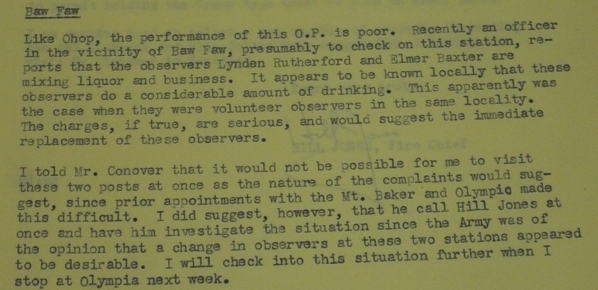 Baw Faw
Like Ohop, the performance of this O.P. is poor. Recently an officer
in the vicinity of Baw Faw, presumably to check on this station, re-
ports that the observers Lynden Rutherford and Elmer Baxter are
mixing liquor and business. It appears to be known locally that these
observers do a considerable amount of drinking. This apparently was
the case when they were volunteer observers in the same locality.
The charges, if true, are serious, and would suggest the immediate
replacement of these observers.
HILL JONES, Fire Chief
I told Mr. Conover that it would not be possible for me to visit
these two posts at once as the nature of the complaints would sug-
gest, since prior appointments with the Mt. Baker and Olympic made
this difficult. I did suggest, however, that he call Hill Jones at
once and have him investigate the situation since the Army was of
the opinion that a change in observers at these two stations appeared
to be desirable. I will check into this situation further when I
stop at Olympia next week.